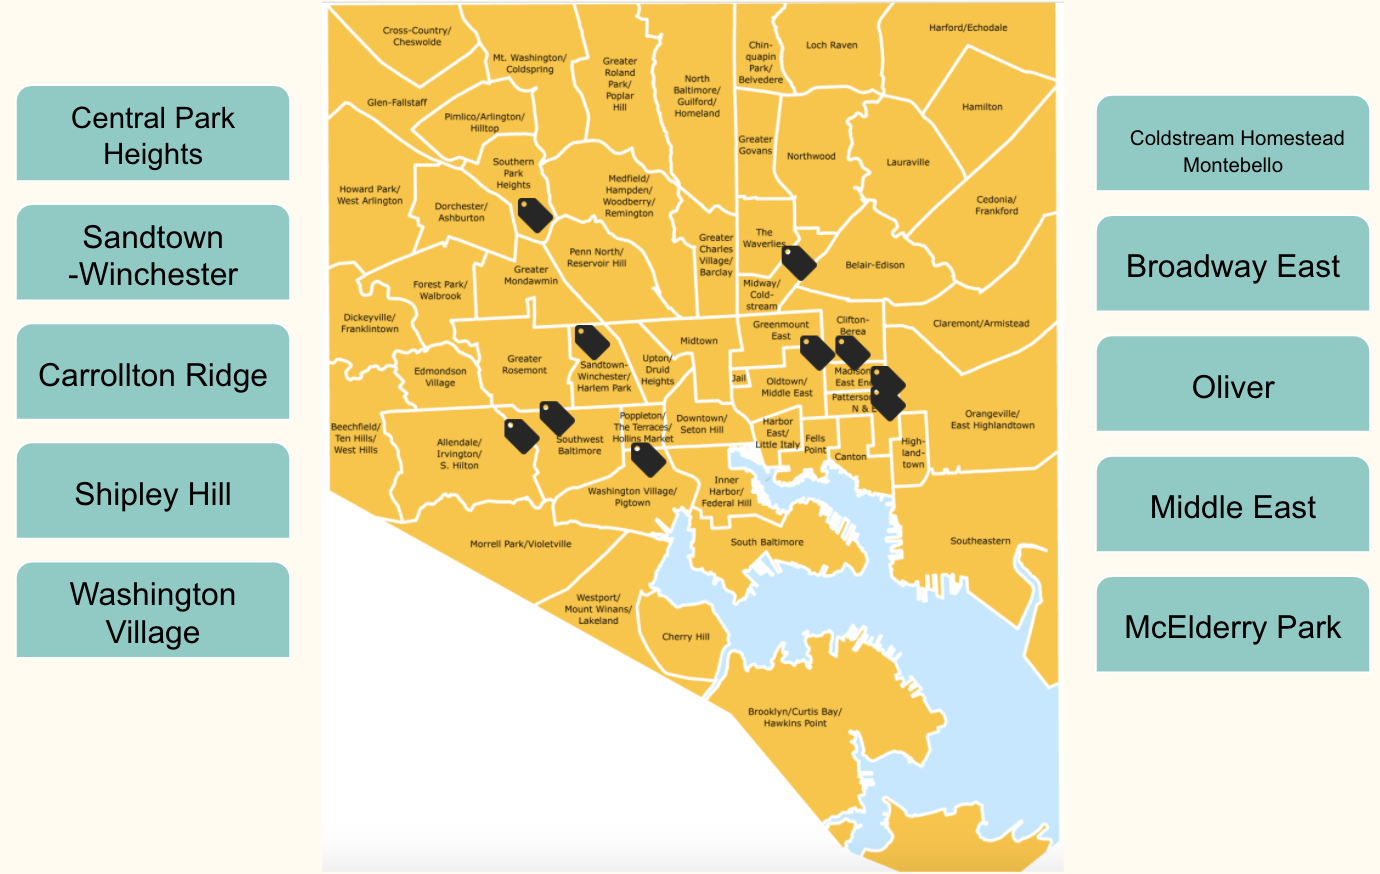 Central Park
Heights
Sandtown
-Winchester
Carrollton Ridge
Shipley Hill
Washington
Village
Cross-Country/
Cheswolde
Mt. Washington/
Coldspring
Greater
Roland
Park/
Poplar
Hill
North
Baltimore/
Guilford/
Homeland
Chin-
quapin
Park/
Belvedere
Loch Raven
Harford/Echodale
Glen-Fallstaff
Pimlico/Arlington/
Hilltop
Hamilton
Greater
Govans
Northwood
Lauraville
Southern
Park
Heights
Howard Park/
West Arlington
Dorchester/
Ashburton
Medfield/
Hampden/
Woodberry/
Remington
Cedonia/
Frankford
Greater
Charles
Village/
Barclay
The
Waverlies
Penn North/
Reservoir Hill
Belair-Edison
Greater
Mondawmin
Forest Park/
Walbrook
Midway/
Cold-
stream
Dickeyville/
Franklintown
Greenmount
East
Clifton-
Berea
Claremont/Armistead
Midtown
Greater
Rosemont
Sandtown-
Winchester/
Harlem Park
Upton/
Druid
Heights
Edmondson
Village
Jail
Oldtown/
Middle East
Madison
East En
Patterson
N & E
Beechfield/
Ten Hills/
West Hills
Allendale/
Irvington/
S. Hilton
Southwest
Baltimore
Poppleton/
The Terraces/
Hollins Market
Downtown/
Seton Hill
Harbor
East/
Little Italy
Fells
Point
Canton
High-
land-
town
Orangeville/
East Highlandtown
Washington Village/
Pigtown
Inner
Harbor/
Federal Hill
Morrell Park/Violetville
South Baltimore
Southeastern
Westport/
Mount Winans/
Lakeland
Cherry Hill
Brooklyn/Curtis Bay/
Hawkins Point
Coldstream Homestead
Montebello
Broadway East
Oliver
Middle East
McElderry Park